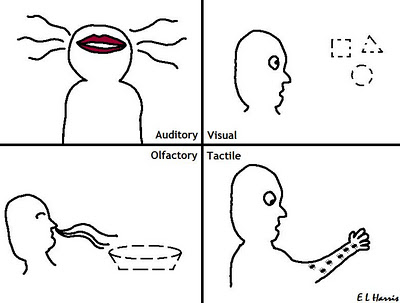 Auditory
Visual
Olfactory
Tactile
E L Harris